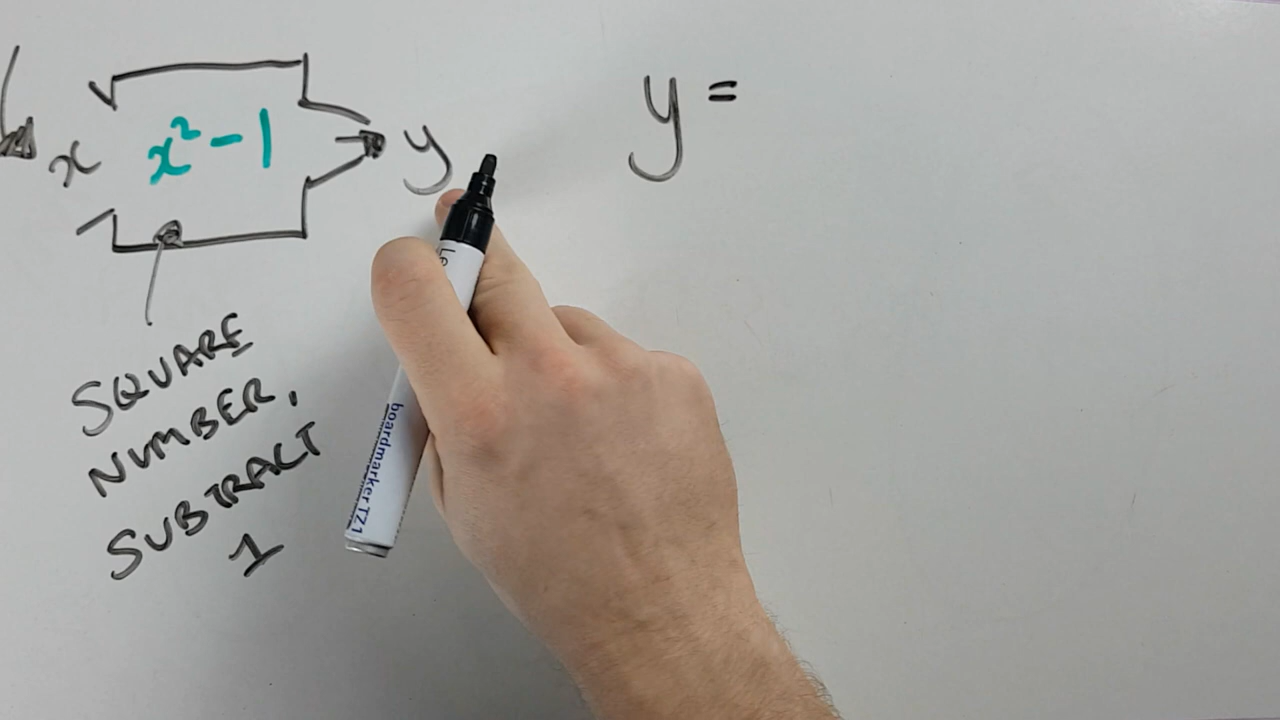 x x² - 1 y
y =
SQUARE
NUMBER,
SUBTRACT
1
boardmarker TZ1